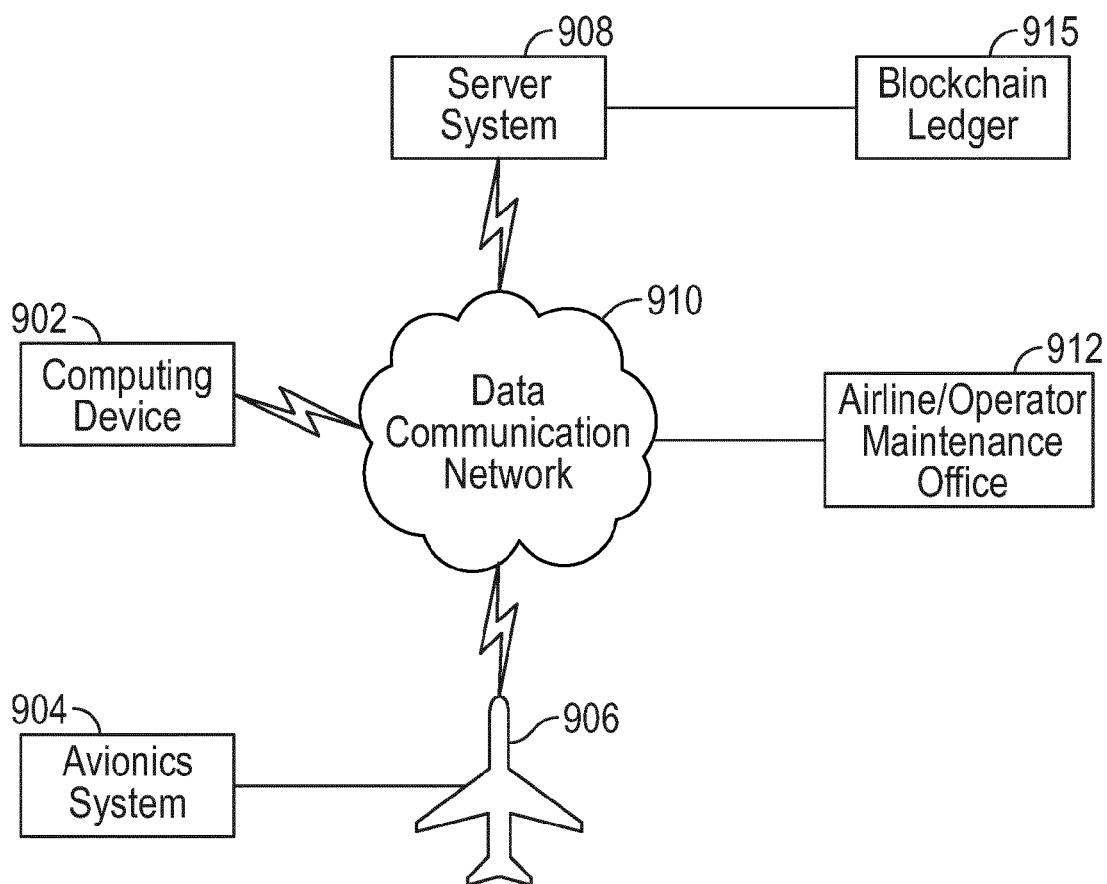 908
Server
System
915
Blockchain
Ledger
902
Computing
Device
910
Data
Communication
Network
912
Airline/Operator
Maintenance
Office
904
Avionics
System
906